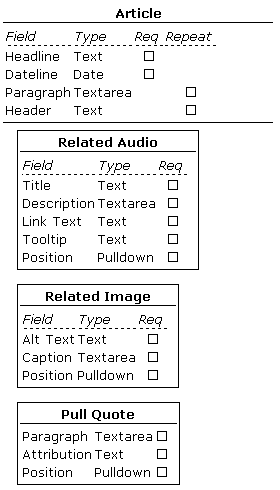 Article
Field Type Req Repeat
Headline Text
Dateline Date
Paragraph Textarea
Header Text
Related Audio
Field Type Req
Title Text
Description Textarea
Link Text Text
Tooltip Text
Position Pulldown
Related Image
Field Type Req
Alt Text Text
Caption Textarea
Position Pulldown
Pull Quote
Paragraph Textarea
Attribution Text
Position Pulldown